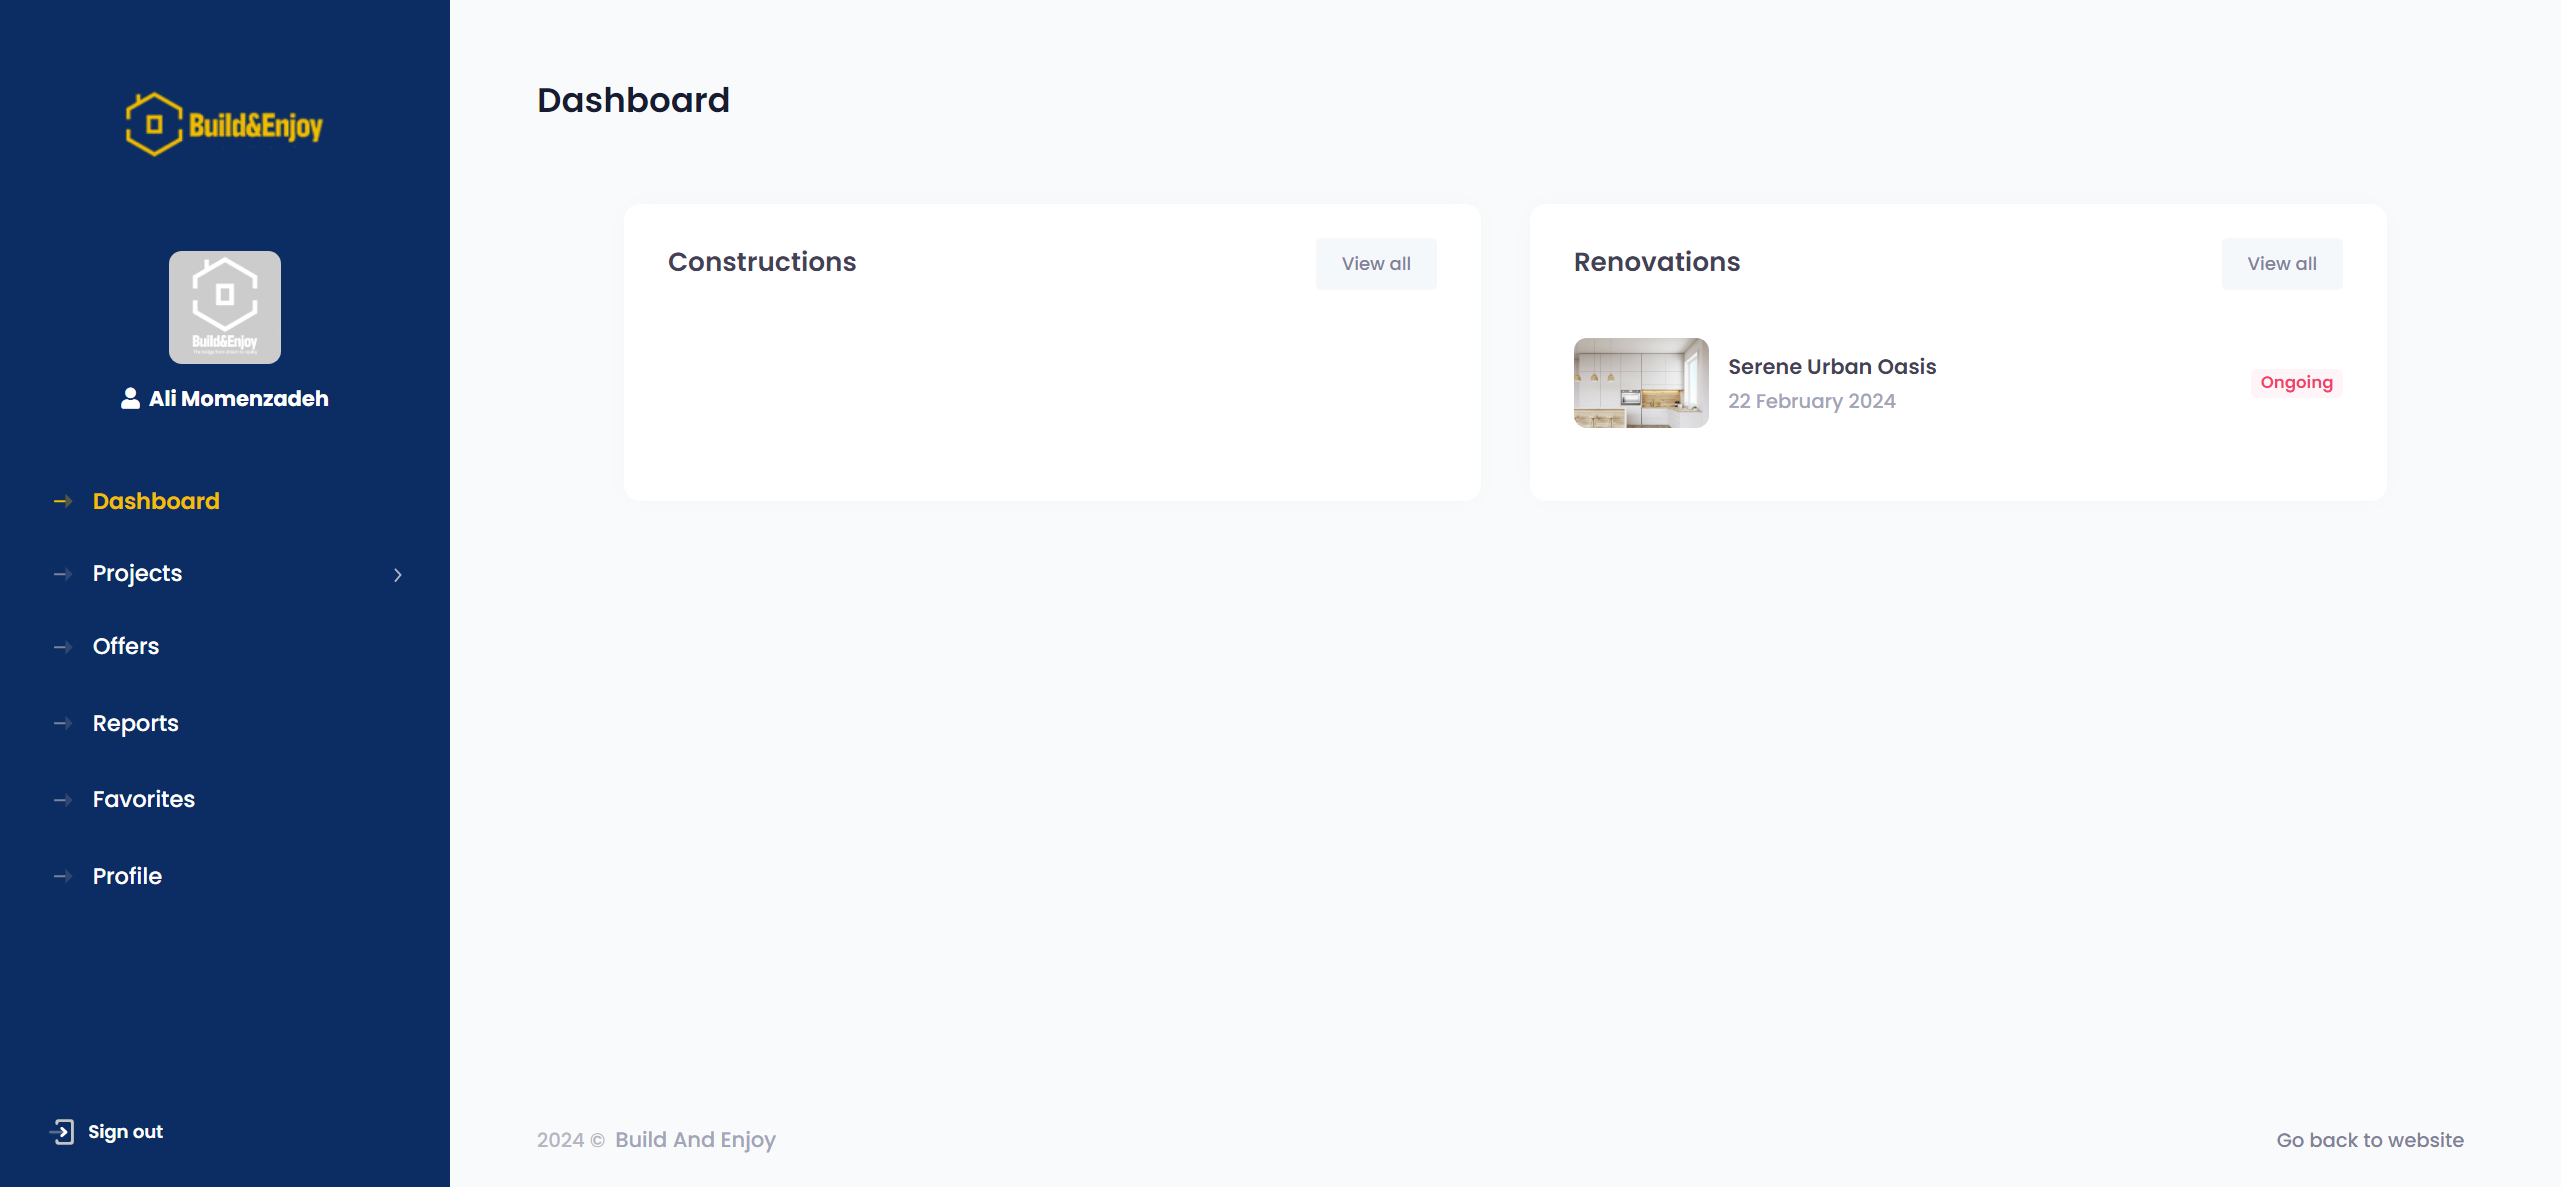 Build&Enjoy
Build&Enjoy
Ali Momenzadeh
Dashboard
Projects
Offers
Reports
Favorites
Profile
Sign out
Dashboard
Constructions
View all
Renovations
View all
Serene Urban Oasis
22 February 2024
Ongoing
2024 © Build And Enjoy
Go back to website